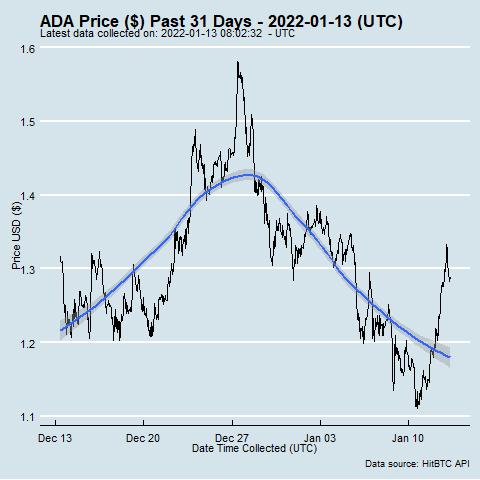 ADA Price ($) Past 31 Days - 2022-01-13 (UTC)
Latest data collected on: 2022-01-13 08:02:32 - UTC
1.6
1.5
1.4
1.3
1.2
1.1
Price USD ($)
Dec 13 Dec 20 Dec 27 Jan 03 Jan 10
Date Time Collected (UTC)
Data source: HitBTC API